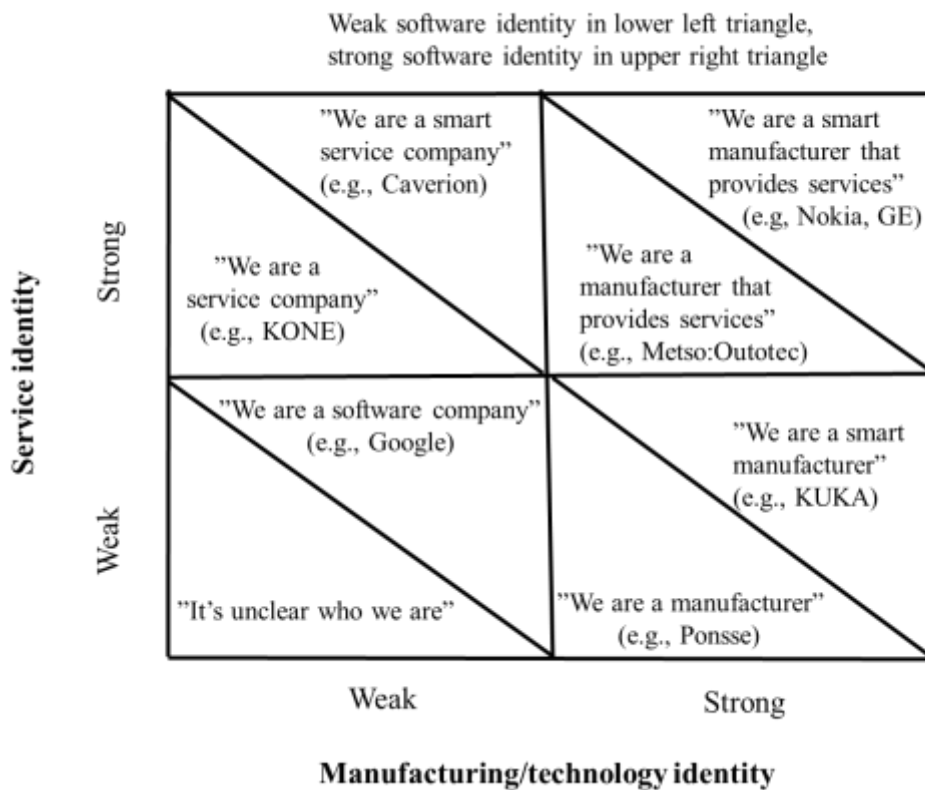 Weak software identity in lower left triangle,
strong software identity in upper right triangle
”We are a smart
service company”
(e.g., Caverion)
”We are a smart
manufacturer that
provides services”
(e.g, Nokia, GE)
”We are a
service company”
(e.g., KONE)
”We are a
manufacturer that
provides services”
(e.g., Metso:Outotec)
Strong
Service identity
”We are a software company”
(e.g., Google)
”We are a smart
manufacturer”
(e.g., KUKA)
Weak
”It’s unclear who we are”
”We are a manufacturer”
(e.g., Ponsse)
Weak
Strong
Manufacturing/technology identity